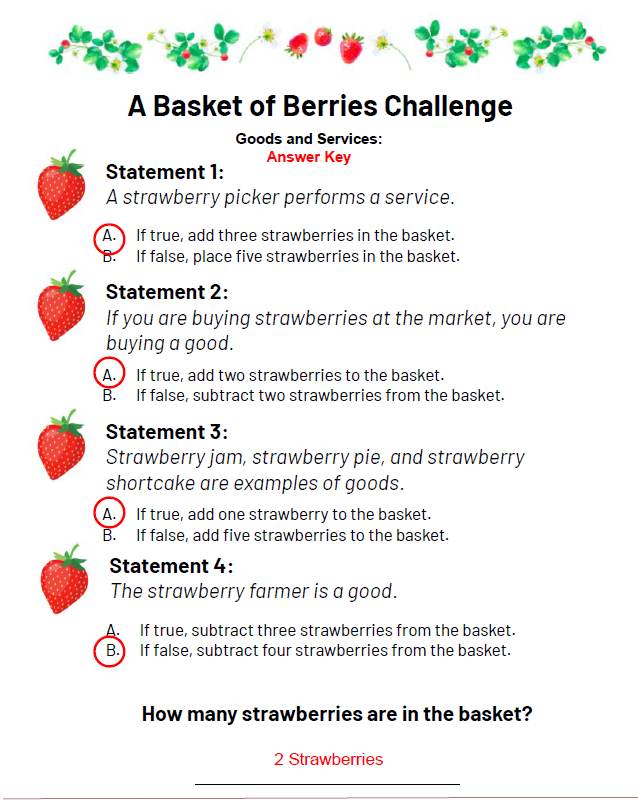 A Basket of Berries Challenge
Goods and Services:
Answer Key
Statement 1:
A strawberry picker performs a service.
A. If true, add three strawberries in the basket.
B. If false, place five strawberries in the basket.
Statement 2:
If you are buying strawberries at the market, you are
buying a good.
A. If true, add two strawberries to the basket.
B. If false, subtract two strawberries from the basket.
Statement 3:
Strawberry jam, strawberry pie, and strawberry
shortcake are examples of goods.
A. If true, add one strawberry to the basket.
B. If false, add five strawberries to the basket.
Statement 4:
The strawberry farmer is a good.
A. If true, subtract three strawberries from the basket.
B. If false, subtract four strawberries from the basket.
How many strawberries are in the basket?
2 Strawberries